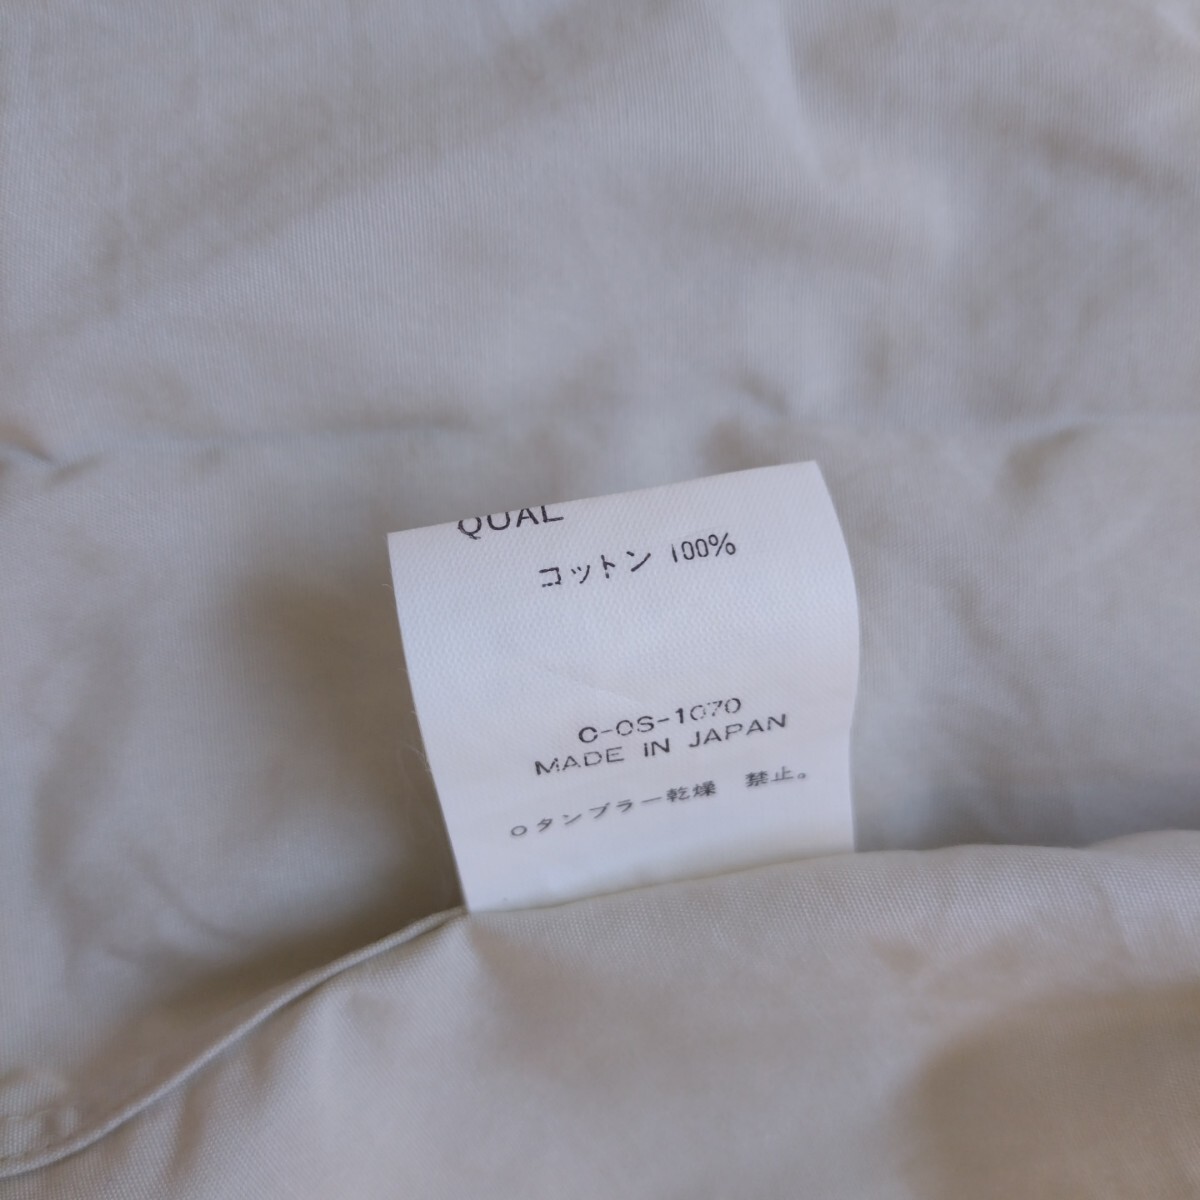 QUAL
コットン 100%
C-OS-1070
MADE IN JAPAN
○タンブラー乾燥 禁止。